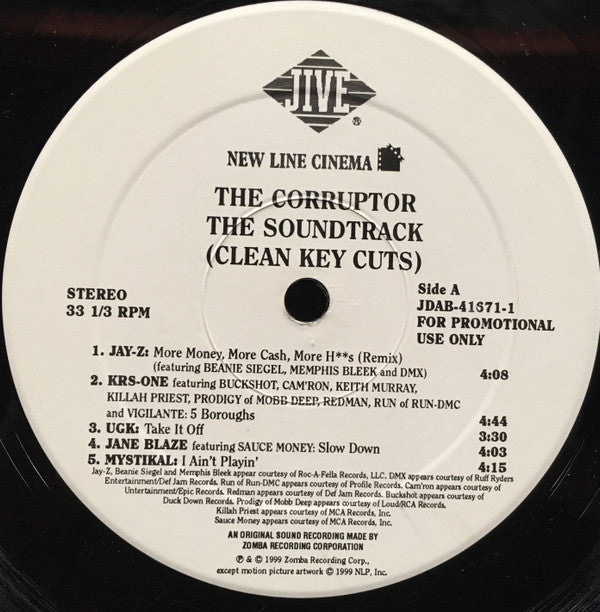 JIVE
®
NEW LINE CINEMA
THE CORRUPTOR
THE SOUNDTRACK
(CLEAN KEY CUTS)
STEREO
33 1/3 RPM
Side A
JDAB-41671-1
FOR PROMOTIONAL
USE ONLY
1. JAY-Z: More Money, More Cash, More H**s (Remix)
(featuring BEANIE SIEGEL, MEMPHIS BLEEK and DMX) 4:08
2. KRS-ONE featuring BUCKSHOT, CAM'RON, KEITH MURRAY,
KILLAH PRIEST, PRODIGY of MOBB DEEP, REDMAN, RUN of RUN-DMC
and VIGILANTE: 5 Boroughs 4:44
3. UGK: Take It Off 3:30
4. JANE BLAZE featuring SAUCE MONEY: Slow Down 4:03
5. MYSTIKAL: I Ain't Playin' 4:15
Jay-Z, Beanie Siegel and Memphis Bleek appear courtesy of Roc-A-Fella Records, LLC. DMX appears courtesy of Ruff Ryders
Entertainment/Def Jam Records. Run of Run-DMC appears courtesy of Profile Records. Cam'ron appears courtesy of
Untertainment/Epic Records. Redman appears courtesy of Def Jam Records. Buckshot appears courtesy of
Duck Down Records. Prodigy of Mobb Deep appears courtesy of Loud/RCA Records.
Killah Priest appears courtesy of MCA Records, Inc.
Sauce Money appears courtesy of MCA Records, Inc.
AN ORIGINAL SOUND RECORDING MADE BY
ZOMBA RECORDING CORPORATION
℗ & © 1999 Zomba Recording Corp.,
except motion picture artwork © 1999 NLP, Inc.